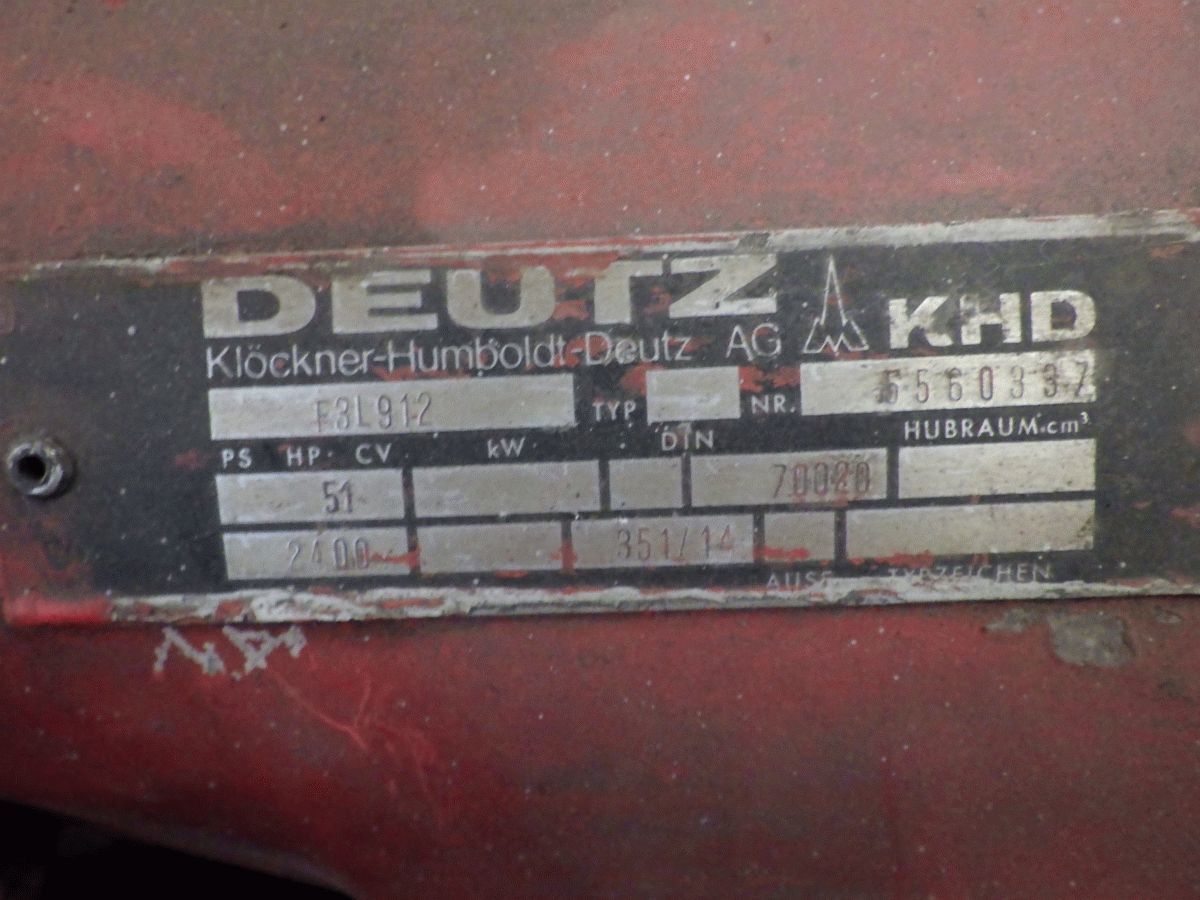 DEUTZ KHD
Klöckner-Humboldt-Deutz AG
F3L912 TYP NR. 5560337
PS HP CV kW DIN HUBRAUM.cm³
51 70020
2400 351/14
TYPZEICHEN